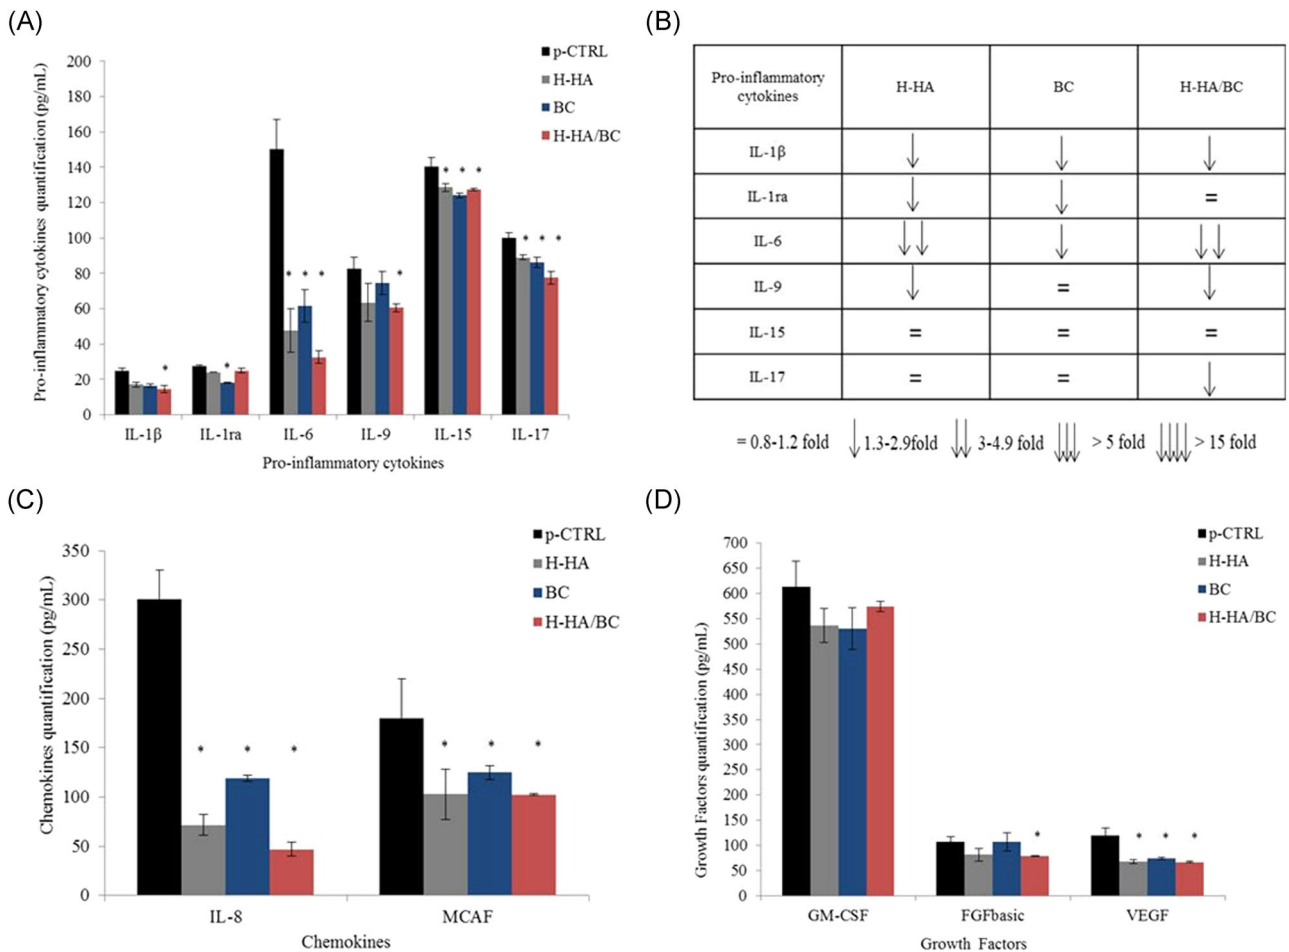 (A)
Pro-inflammatory cytokines quantification (pg/mL)
200
180
160
140
120
100
80
60
40
20
0
p-CTRL
H-HA
BC
H-HA/BC
* * * * * * * * * * * *
IL-1β IL-1ra IL-6 IL-9 IL-15 IL-17
Pro-inflammatory cytokines
(B)
Pro-inflammatory cytokines H-HA BC H-HA/BC
IL-1β ↓ ↓ ↓
IL-1ra ↓ ↓ =
IL-6 ↓↓ ↓ ↓↓
IL-9 ↓ = ↓
IL-15 = = =
IL-17 = = ↓
= 0.8-1.2 fold ↓ 1.3-2.9fold ↓↓ 3-4.9 fold ↓↓↓ > 5 fold ↓↓↓↓ > 15 fold
(C)
Chemokines quantification (pg/mL)
350
300
250
200
150
100
50
0
p-CTRL
H-HA
BC
H-HA/BC
* * * * * *
IL-8 MCAF
Chemokines
(D)
Growth Factors quantification (pg/mL)
700
650
600
550
500
450
400
350
300
250
200
150
100
50
0
p-CTRL
H-HA
BC
H-HA/BC
* * * *
GM-CSF FGFbasic VEGF
Growth Factors